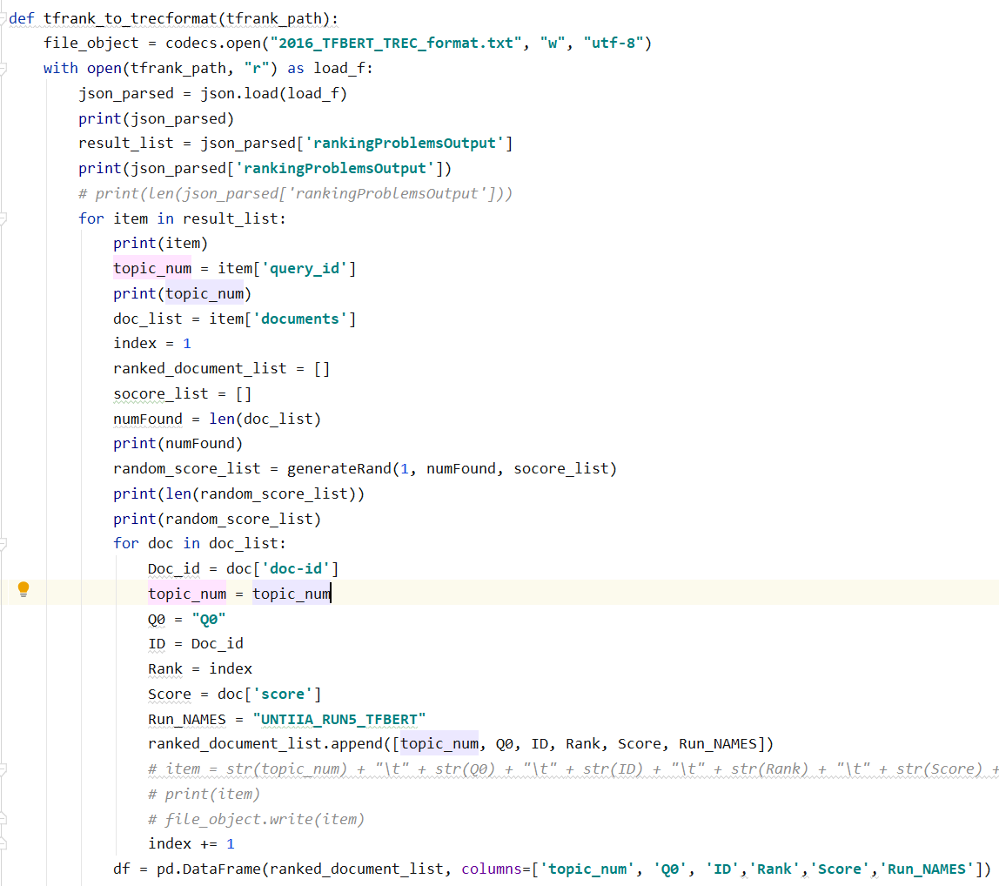 def tfrank_to_trecformat(tfrank_path):
    file_object = codecs.open("2016_TFBERT_TREC_format.txt", "w", "utf-8")
    with open(tfrank_path, "r") as load_f:
        json_parsed = json.load(load_f)
        print(json_parsed)
        result_list = json_parsed['rankingProblemsOutput']
        print(json_parsed['rankingProblemsOutput'])
        # print(len(json_parsed['rankingProblemsOutput']))
        for item in result_list:
            print(item)
            topic_num = item['query_id']
            print(topic_num)
            doc_list = item['documents']
            index = 1
            ranked_document_list = []
            socore_list = []
            numFound = len(doc_list)
            print(numFound)
            random_score_list = generateRand(1, numFound, socore_list)
            print(len(random_score_list))
            print(random_score_list)
            for doc in doc_list:
                Doc_id = doc['doc-id']
                topic_num = topic_num
                Q0 = "Q0"
                ID = Doc_id
                Rank = index
                Score = doc['score']
                Run_NAMES = "UNTIIA_RUN5_TFBERT"
                ranked_document_list.append([topic_num, Q0, ID, Rank, Score, Run_NAMES])
                # item = str(topic_num) + "\t" + str(Q0) + "\t" + str(ID) + "\t" + str(Rank) + "\t" + str(Score) +
                # print(item)
                # file_object.write(item)
                index += 1
            df = pd.DataFrame(ranked_document_list, columns=['topic_num', 'Q0', 'ID','Rank','Score','Run_NAMES'])